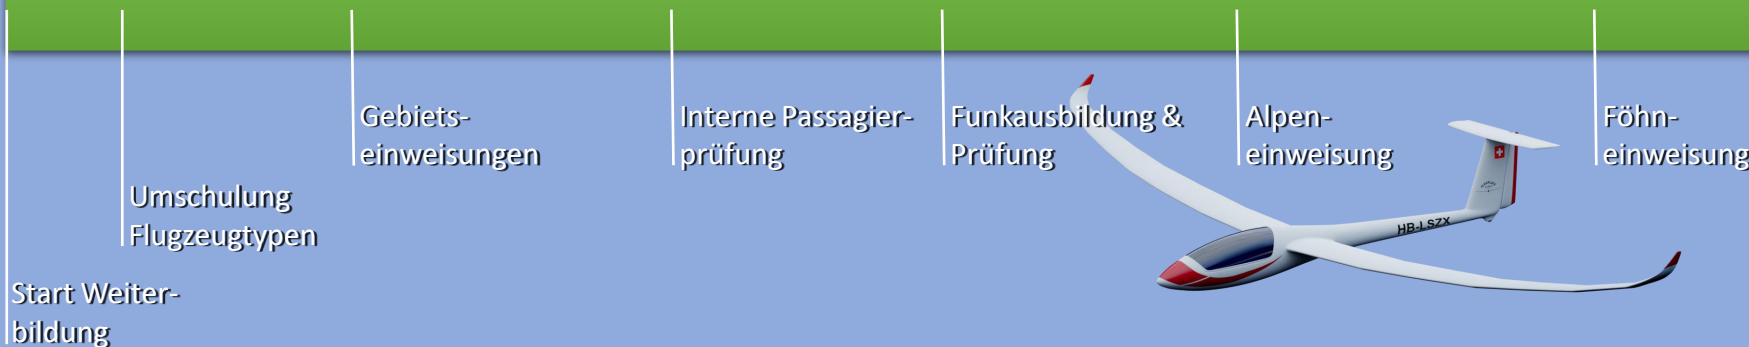 Gebiets-
einweisungen
Interne Passagier-
prüfung
Funkausbildung &
Prüfung
Alpen-
einweisung
Föhn-
einweisung
Umschulung
Flugzeugtypen
Start Weiter-
bildung
HB-LSZX